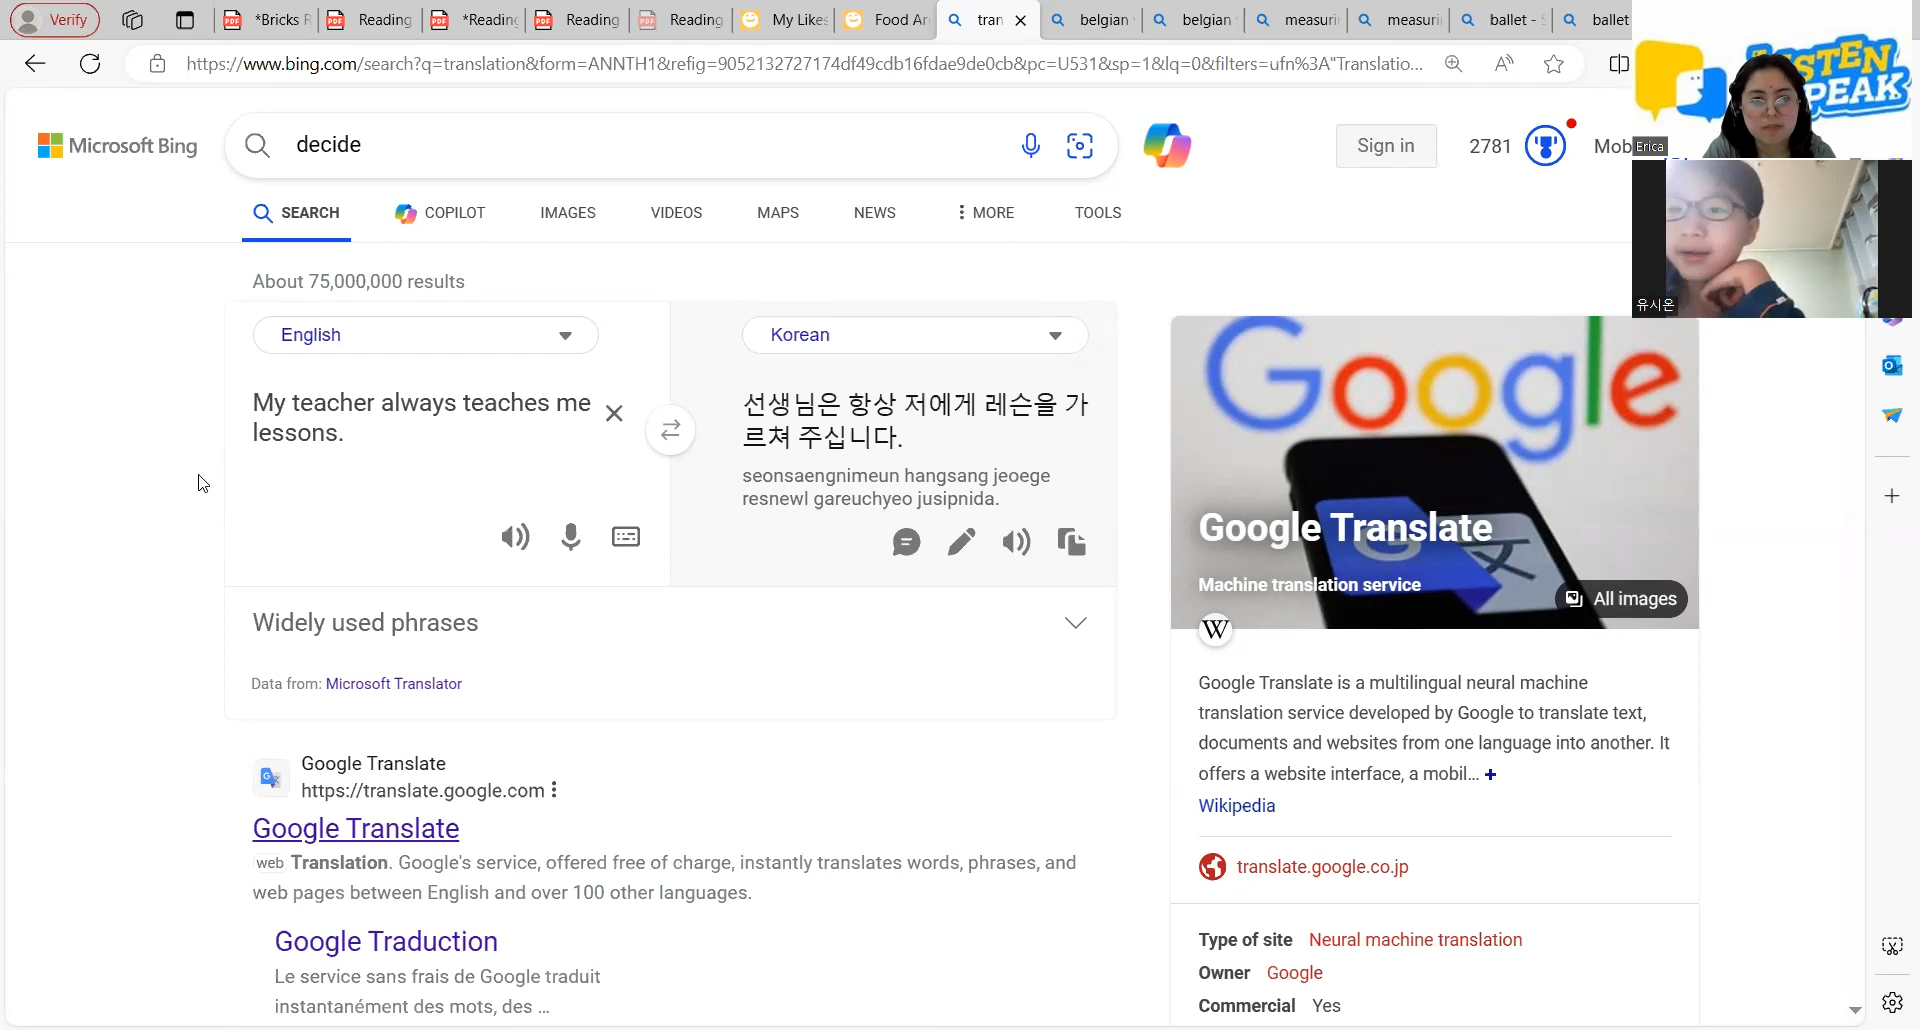 Verify
*Bricks R
Reading
*Reading
Reading
Reading
My Likes
Food An
tran
belgian
belgian
measuri
measuri
ballet - S
ballet
https://www.bing.com/search?q=translation&form=ANNTH1&refig=9052132727174df49cdb16fdae9de0cb&pc=U531&sp=1&lq=0&filters=ufn%3A"Translatio...
LISTEN
SPEAK
Erica
유시온
Microsoft Bing
decide
Sign in
2781
Mob
SEARCH
COPILOT
IMAGES
VIDEOS
MAPS
NEWS
MORE
TOOLS
About 75,000,000 results
English
Korean
My teacher always teaches me
lessons.
선생님은 항상 저에게 레슨을 가
르쳐 주십니다.
seonsaengnimeun hangsang jeoege
resnewl gareuchyeo jusipnida.
Widely used phrases
Data from: Microsoft Translator
Google Translate
https://translate.google.com
Google Translate
web Translation. Google's service, offered free of charge, instantly translates words, phrases, and
web pages between English and over 100 other languages.
Google Traduction
Le service sans frais de Google traduit
instantanément des mots, des ...
Google
Google Translate
Machine translation service
All images
W
Google Translate is a multilingual neural machine
translation service developed by Google to translate text,
documents and websites from one language into another. It
offers a website interface, a mobil... +
Wikipedia
translate.google.co.jp
Type of site Neural machine translation
Owner Google
Commercial Yes